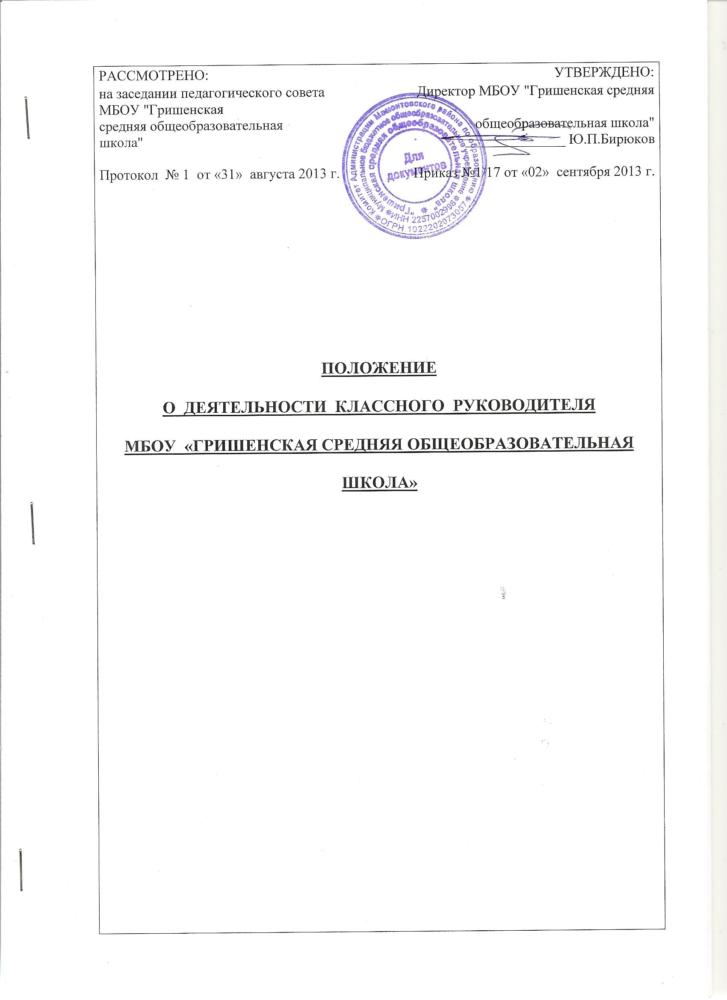 РАССМОТРЕНО:
на заседании педагогического совета
МБОУ "Гришенская
средняя общеобразовательная
школа"
Протокол № 1 от «31» августа 2013 г.
УТВЕРЖДЕНО:
Директор МБОУ "Гришенская средняя
общеобразовательная школа"
Ю.П.Бирюков
Приказ №1/17 от «02» сентября 2013 г.
Комитет Администрации Мамонтовского района по образованию
ОГРН 1022202073057
Муниципальное бюджетное общеобразовательное учреждение
ИНН 2257002998
"Гришенская средняя общеобразовательная школа"
Для
документов
ПОЛОЖЕНИЕ
О ДЕЯТЕЛЬНОСТИ КЛАССНОГО РУКОВОДИТЕЛЯ
МБОУ «ГРИШЕНСКАЯ СРЕДНЯЯ ОБЩЕОБРАЗОВАТЕЛЬНАЯ
ШКОЛА»